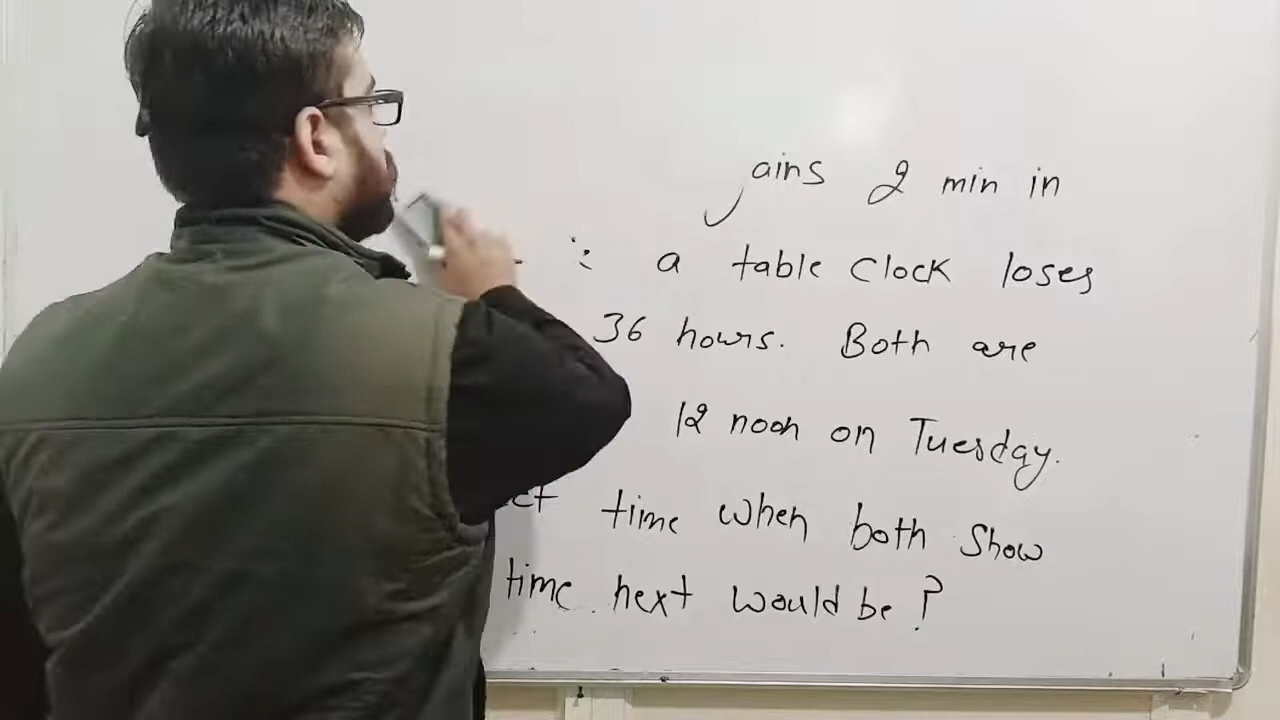 ains 2 min in
a table clock loses
36 hours. Both are
12 noon on Tuesday.
time when both show
time next would be?